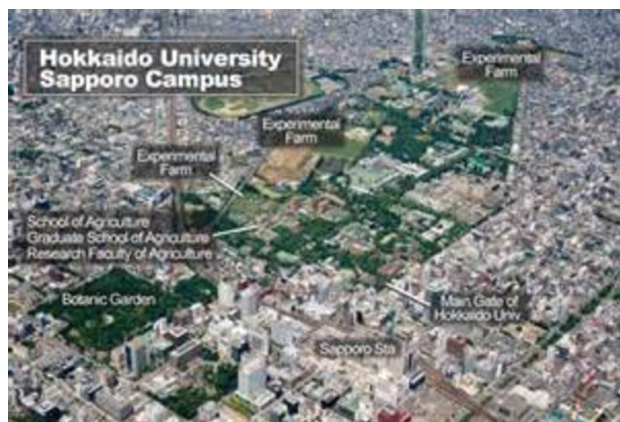 Hokkaido University
Sapporo Campus
Experimental
Farm
Experimental
Farm
Experimental
Farm
School of Agriculture
Graduate School of Agriculture
Research Faculty of Agriculture
Botanic Garden
Main Gate of
Hokkaido Univ.
Sapporo Sta